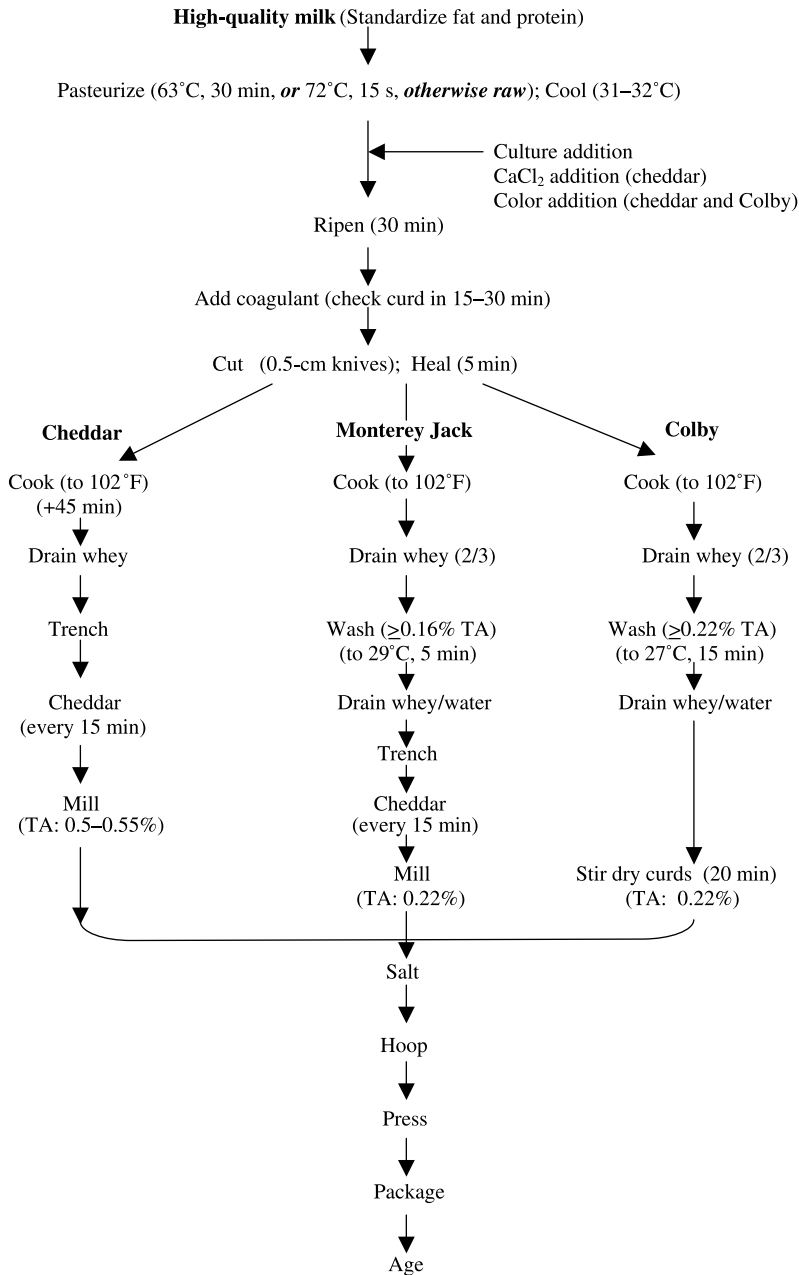 High-quality milk (Standardize fat and protein)
Pasteurize (63˚C, 30 min, or 72˚C, 15 s, otherwise raw); Cool (31–32˚C)
Culture addition
CaCl₂ addition (cheddar)
Color addition (cheddar and Colby)
Ripen (30 min)
Add coagulant (check curd in 15–30 min)
Cut (0.5-cm knives); Heal (5 min)
Cheddar
Cook (to 102˚F)
(+45 min)
Drain whey
Trench
Cheddar
(every 15 min)
Mill
(TA: 0.5–0.55%)
Monterey Jack
Cook (to 102˚F)
Drain whey (2/3)
Wash (≥0.16% TA)
(to 29˚C, 5 min)
Drain whey/water
Trench
Cheddar
(every 15 min)
Mill
(TA: 0.22%)
Colby
Cook (to 102˚F)
Drain whey (2/3)
Wash (≥0.22% TA)
(to 27˚C, 15 min)
Drain whey/water
Stir dry curds (20 min)
(TA: 0.22%)
Salt
Hoop
Press
Package
Age